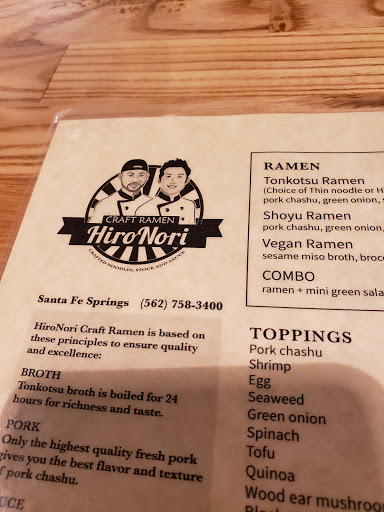 CRAFT RAMEN
HiroNori
CRAFTED NOODLES, STOCK AND SAUCE
Santa Fe Springs (562) 758-3400
HiroNori Craft Ramen is based on
these principles to ensure quality
and excellence:
BROTH
Tonkotsu broth is boiled for 24
hours for richness and taste.
PORK
Only the highest quality fresh pork
gives you the best flavor and texture
of pork chashu.
RAMEN
Tonkotsu Ramen
(Choice of Thin noodle or
pork chashu, green onion,
Shoyu Ramen
pork chashu, green onion,
Vegan Ramen
sesame miso broth,
COMBO
ramen + mini green
TOPPINGS
Pork chashu
Shrimp
Egg
Seaweed
Green onion
Spinach
Tofu
Quinoa
Wood ear